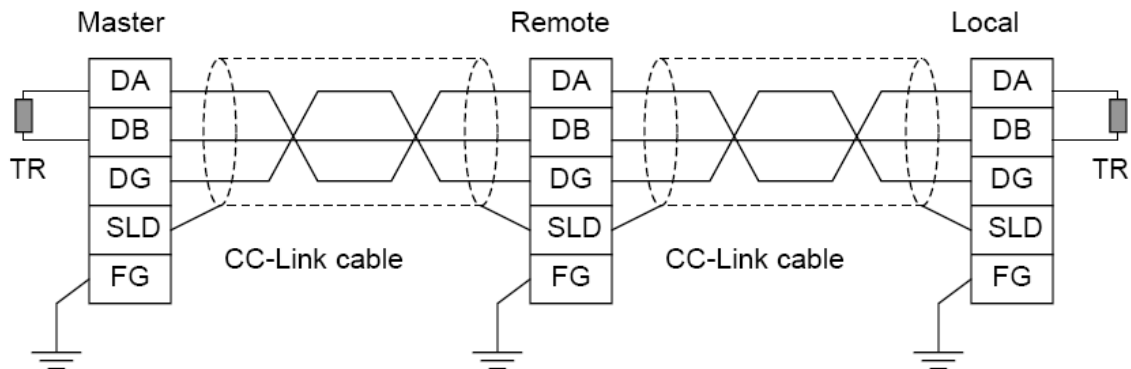 Master Remote Local
DA DA DA
DB DB DB
TR TR
DG DG DG
SLD SLD SLD
CC-Link cable CC-Link cable
FG FG FG